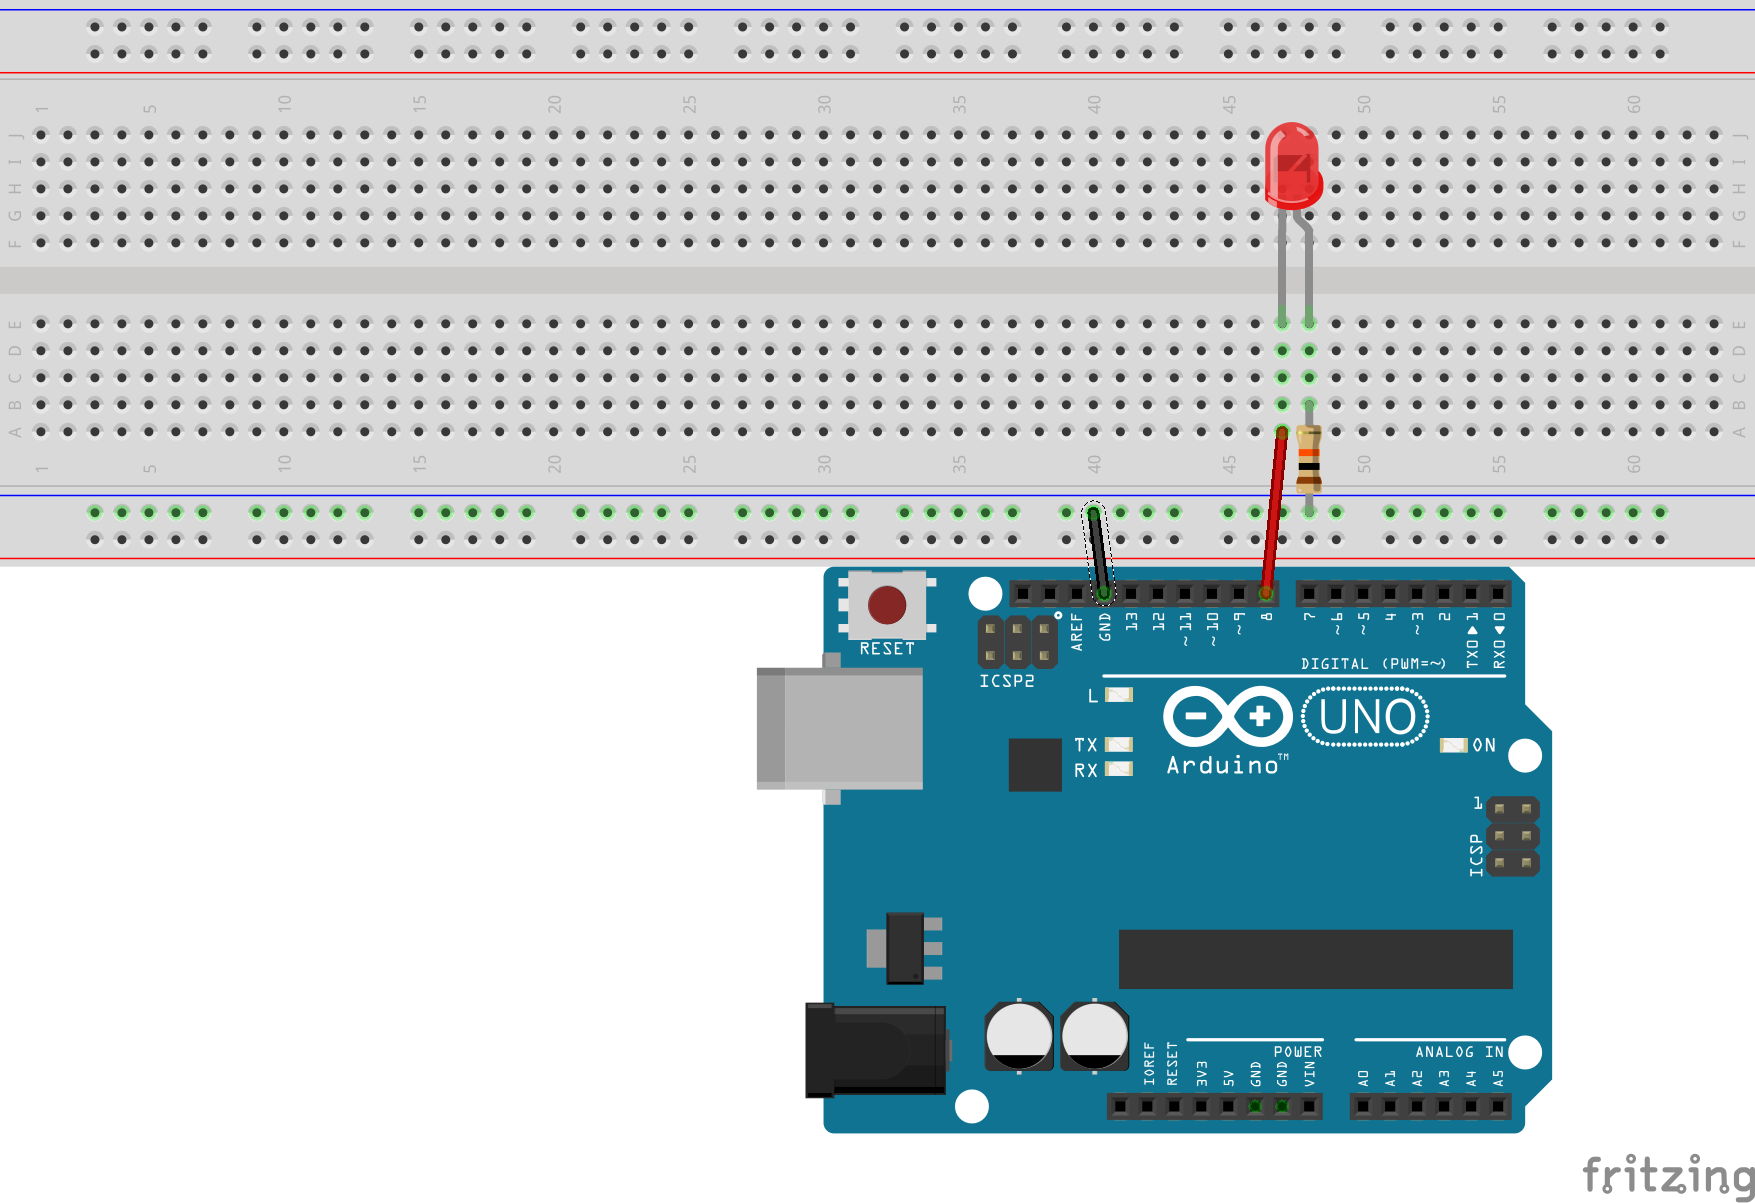 1 5 10 15 20 25 30 35 40 45 50 55 60
J J
I I
H H
G G
F F
E E
D D
C C
B B
A A
1 5 10 15 20 25 30 35 40 45 50 55 60
AREF GND 13 12 ~11 ~10 ~9 8 7 ~6 ~5 4 ~3 2 TX0▶1 RX0◀0
RESET
DIGITAL (PWM=~)
ICSP2
L
UNO
TX
ON
RX
Arduino™
1
ICSP
POWER
ANALOG IN
IOREF RESET 3V3 5V GND GND VIN A0 A1 A2 A3 A4 A5
fritzing